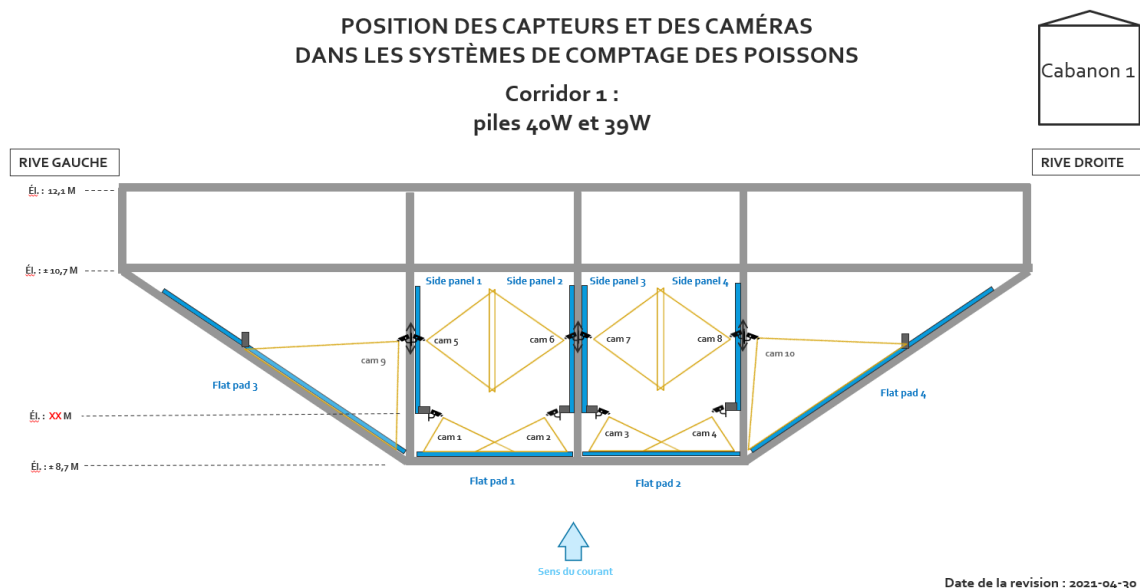 POSITION DES CAPTEURS ET DES CAMÉRAS
DANS LES SYSTÈMES DE COMPTAGE DES POISSONS
Corridor 1 :
piles 40W et 39W
Cabanon 1
RIVE GAUCHE
RIVE DROITE
Él. : 12,1 M
Él. : ± 10,7 M
Side panel 1
Side panel 2
Side panel 3
Side panel 4
cam 5
cam 6
cam 7
cam 8
cam 9
cam 10
Flat pad 3
Flat pad 4
Él. : XX M
cam 1
cam 2
cam 3
cam 4
Él. : ± 8,7 M
Flat pad 1
Flat pad 2
Sens du courant
Date de la revision : 2021-04-30